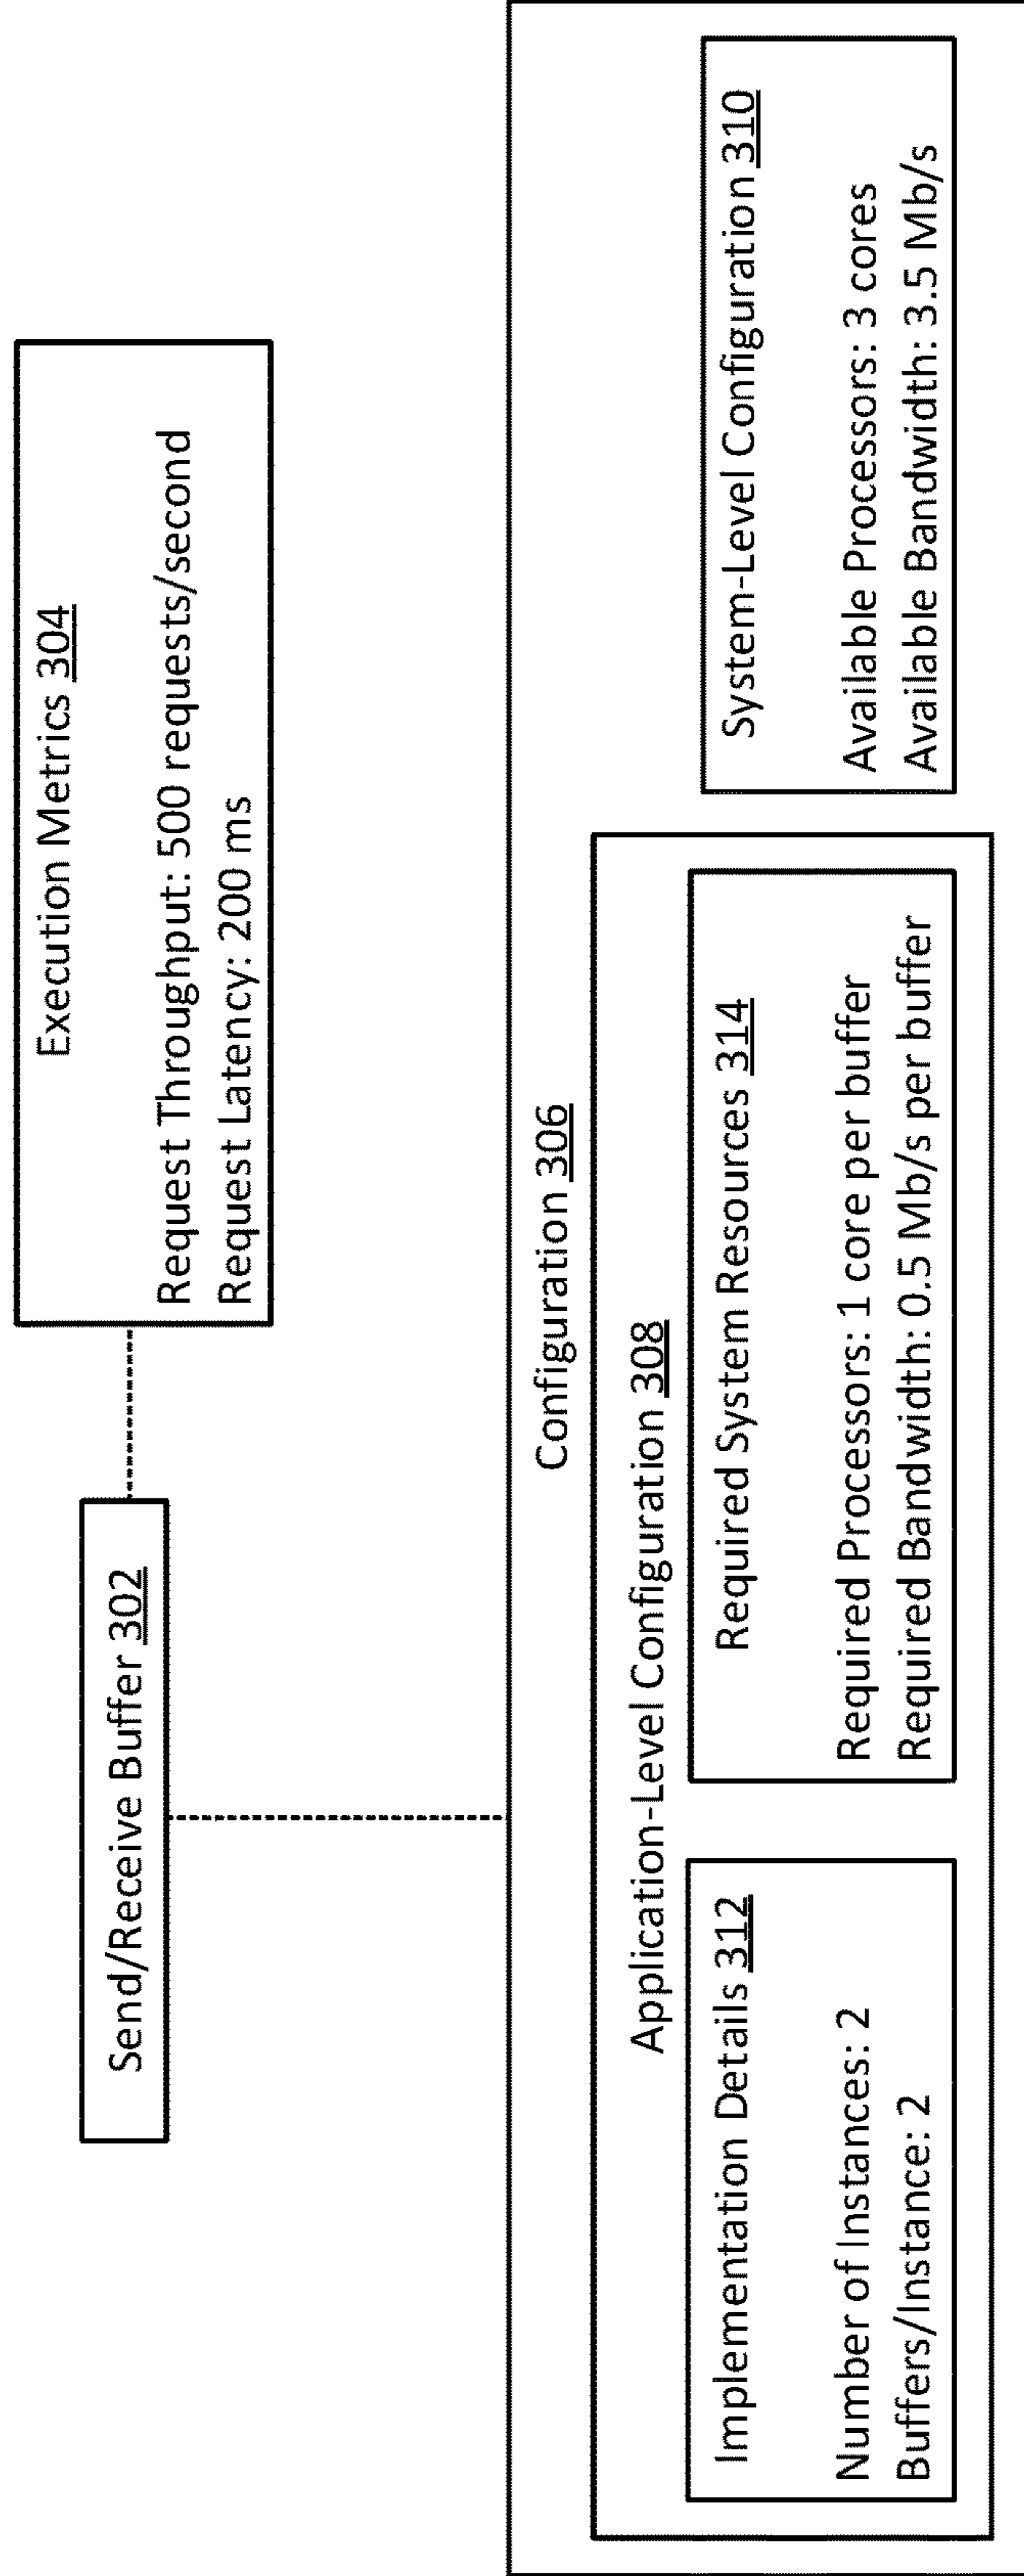 Execution Metrics 304
Request Throughput: 500 requests/second
Request Latency: 200 ms
Send/Receive Buffer 302
Configuration 306
Application-Level Configuration 308
Implementation Details 312
Number of Instances: 2
Buffers/Instance: 2
Required System Resources 314
Required Processors: 1 core per buffer
Required Bandwidth: 0.5 Mb/s per buffer
System-Level Configuration 310
Available Processors: 3 cores
Available Bandwidth: 3.5 Mb/s